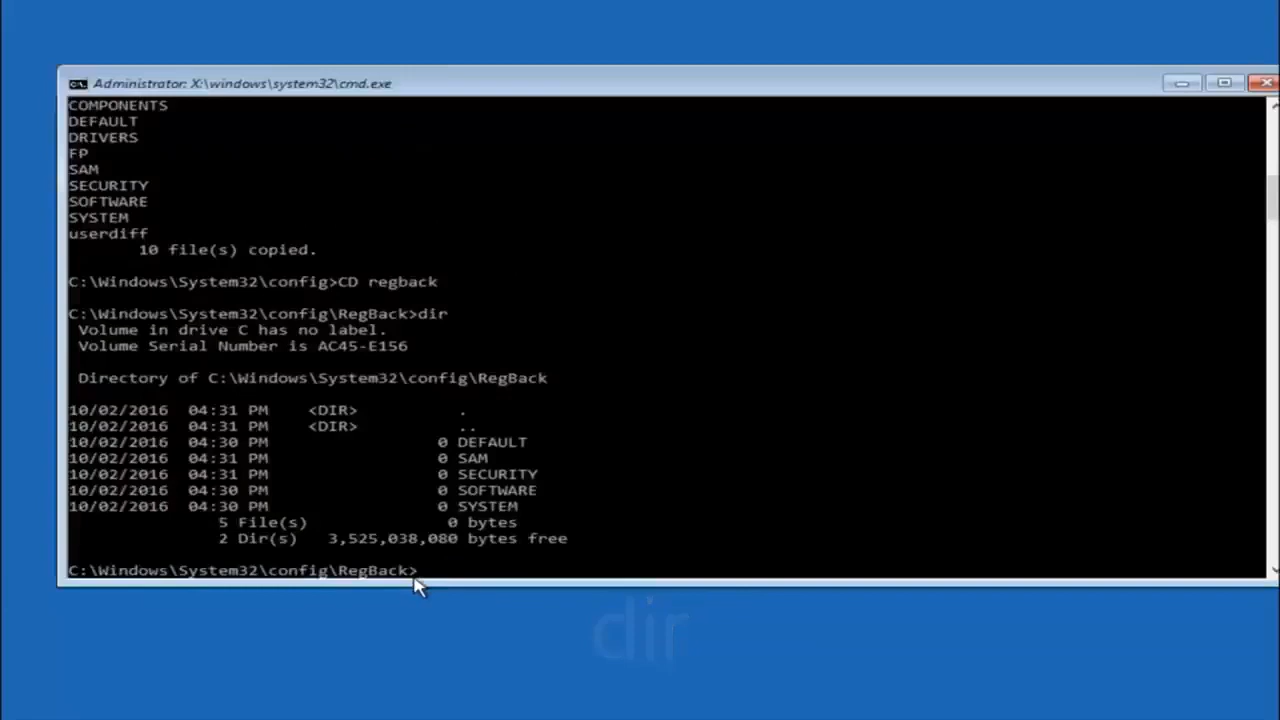 Administrator: X:\windows\system32\cmd.exe
COMPONENTS
DEFAULT
DRIVERS
FP
SAM
SECURITY
SOFTWARE
SYSTEM
userdiff
10 file(s) copied.
C:\Windows\System32\config>CD regback
C:\Windows\System32\config\RegBack>dir
Volume in drive C has no label.
Volume Serial Number is AC45-E156
Directory of C:\Windows\System32\config\RegBack
10/02/2016 04:31 PM <DIR> .
10/02/2016 04:31 PM <DIR> ..
10/02/2016 04:30 PM 0 DEFAULT
10/02/2016 04:31 PM 0 SAM
10/02/2016 04:31 PM 0 SECURITY
10/02/2016 04:30 PM 0 SOFTWARE
10/02/2016 04:30 PM 0 SYSTEM
5 File(s) 0 bytes
2 Dir(s) 3,525,038,080 bytes free
C:\Windows\System32\config\RegBack>
dir